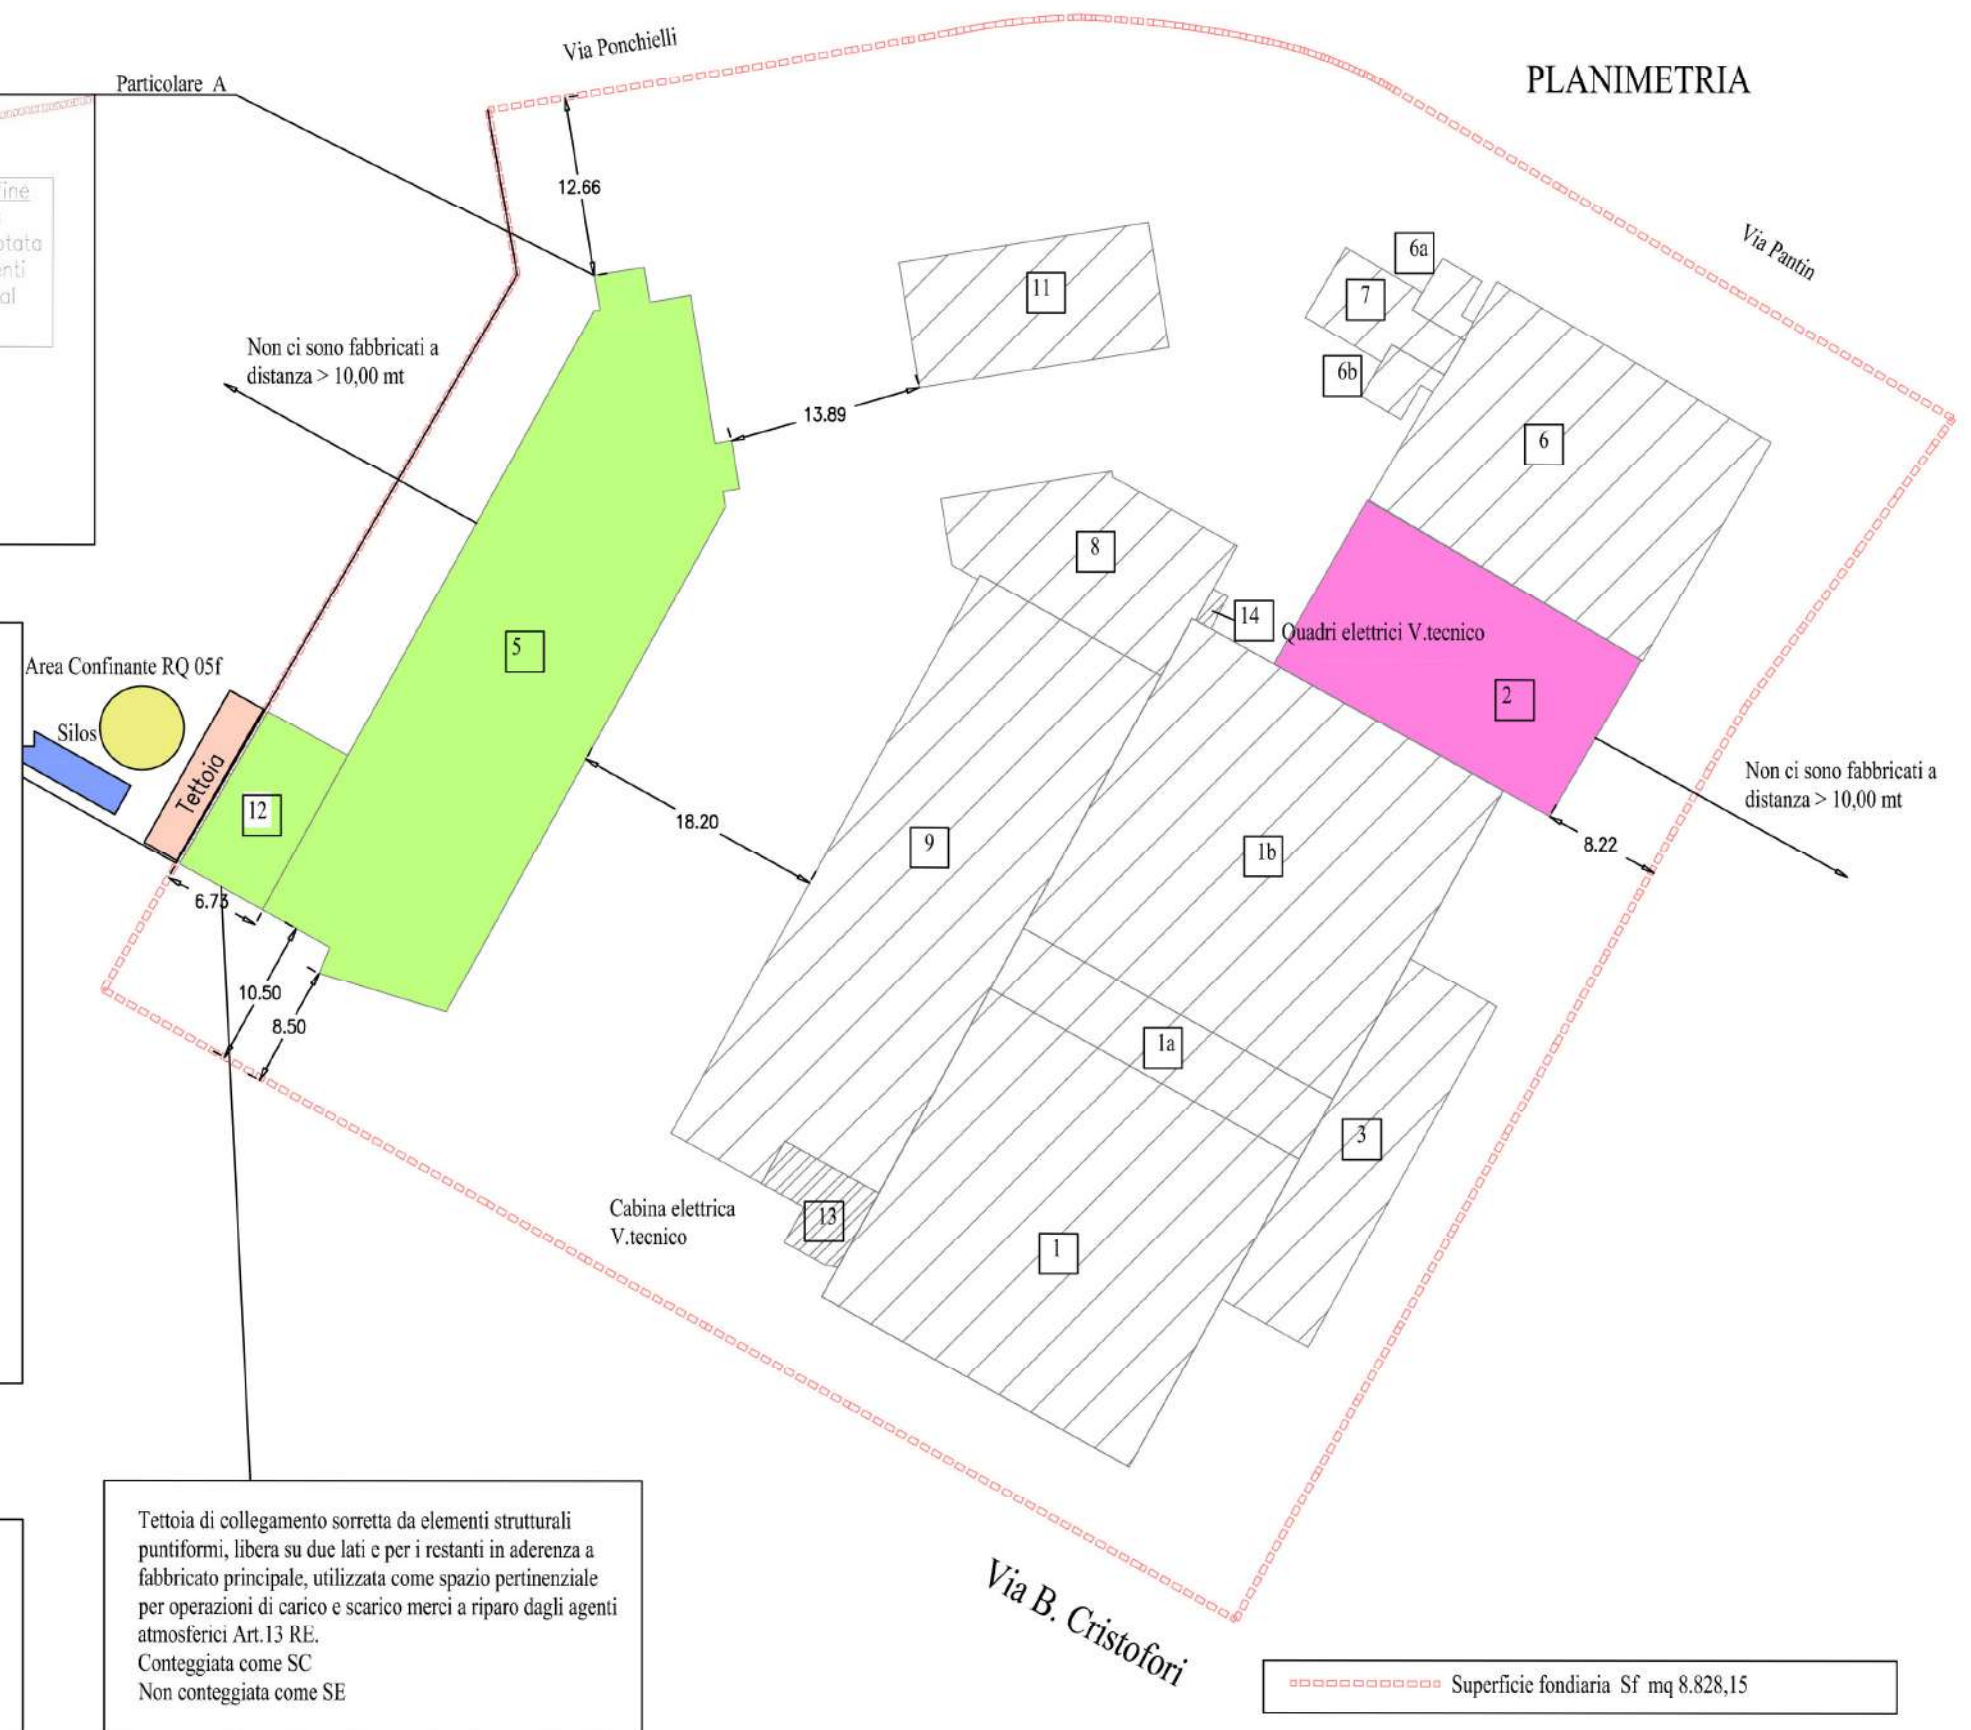 Via Ponchielli
PLANIMETRIA
Particolare A
Via Pantin
12.66
6a
7
11
6b
Non ci sono fabbricati a
distanza > 10,00 mt
13.89
6
8
14
Quadri elettrici V.tecnico
5
Area Confinante RQ 05f
2
Silos
Tettoia
12
Non ci sono fabbricati a
distanza > 10,00 mt
18.20
9
1b
8.22
6.73
10.50
8.50
1a
3
Cabina elettrica
V.tecnico
13
1
Tettoia di collegamento sorretta da elementi strutturali
puntiformi, libera su due lati e per i restanti in aderenza a
fabbricato principale, utilizzata come spazio pertinenziale
per operazioni di carico e scarico merci a riparo dagli agenti
atmosferici Art.13 RE.
Conteggiata come SC
Non conteggiata come SE
Via B. Cristofori
Superficie fondiaria Sf mq 8.828,15